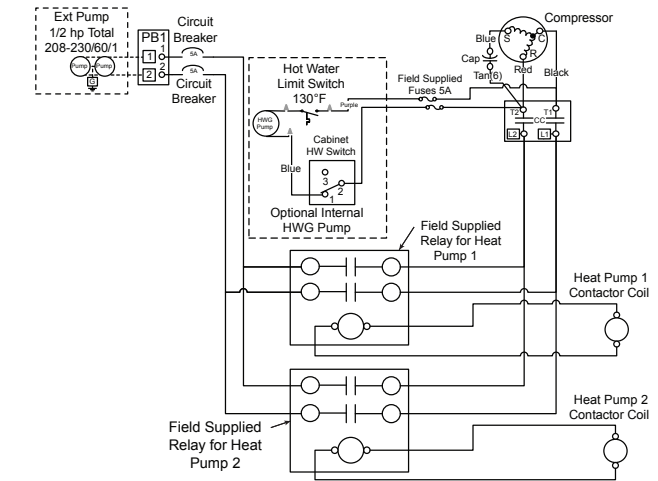 Ext Pump
1/2 hp Total
208-230/60/1
Pump
Pump
G
PB1
1
1
2
2
Circuit
Breaker
5A
5A
Circuit
Breaker
Hot Water
Limit Switch
130°F
Purple
HWG
Pump
Blue
Cabinet
HW Switch
3
2
1
Optional Internal
HWG Pump
Field Supplied
Fuses 5A
Compressor
Blue
S
C
R
Cap
Tan(6)
Red
Black
T2
T1
CC
L2
L1
Field Supplied
Relay for Heat
Pump 1
Heat Pump 1
Contactor Coil
Field Supplied
Relay for Heat
Pump 2
Heat Pump 2
Contactor Coil